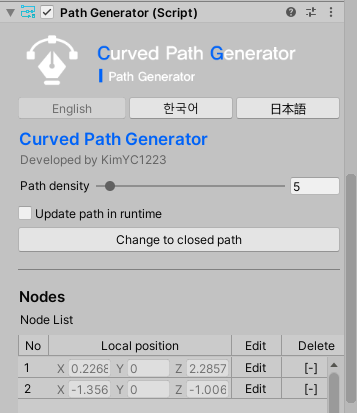 Path Generator (Script)
Curved Path Generator
Path Generator
English 한국어 日本語
Curved Path Generator
Developed by KimYC1223
Path density 5
Update path in runtime
Change to closed path
Nodes
Node List
No Local position Edit Delete
1 X 0.2268 Y 0 Z 2.2857 Edit [-]
2 X -1.356 Y 0 Z -1.006 Edit [-]